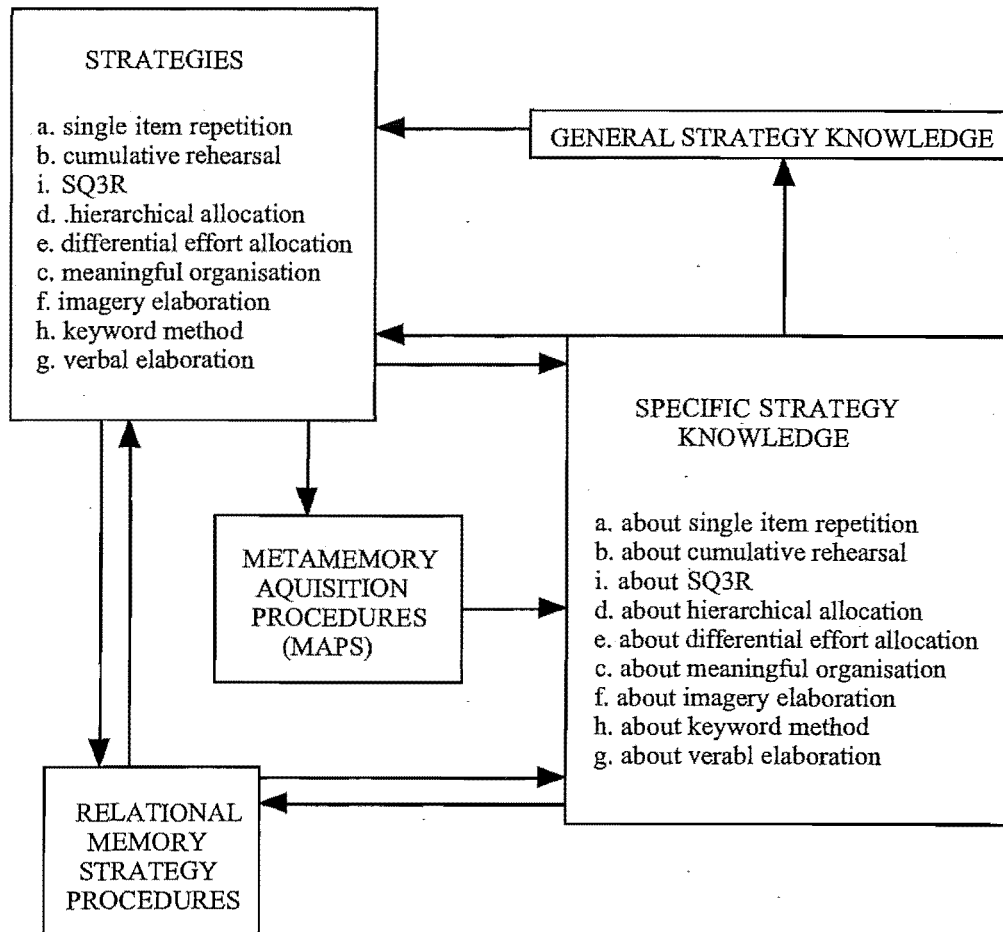 STRATEGIES
a. single item repetition
b. cumulative rehearsal
i. SQ3R
d. .hierarchical allocation
e. differential effort allocation
c. meaningful organisation
f. imagery elaboration
h. keyword method
g. verbal elaboration
GENERAL STRATEGY KNOWLEDGE
SPECIFIC STRATEGY
KNOWLEDGE
a. about single item repetition
b. about cumulative rehearsal
i. about SQ3R
d. about hierarchical allocation
e. about differential effort allocation
c. about meaningful organisation
f. about imagery elaboration
h. about keyword method
g. about verabl elaboration
METAMEMORY
AQUISITION
PROCEDURES
(MAPS)
RELATIONAL
MEMORY
STRATEGY
PROCEDURES